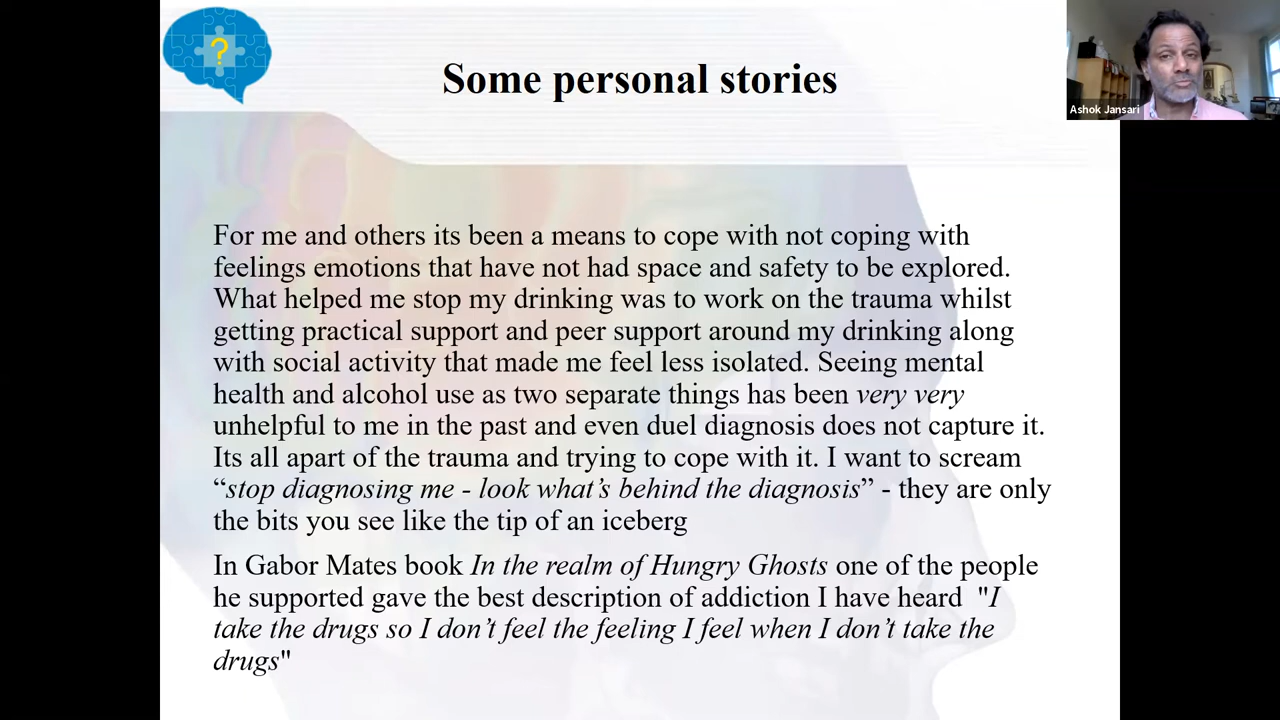 ?
Some personal stories
Ashok Jansari
For me and others its been a means to cope with not coping with
feelings emotions that have not had space and safety to be explored.
What helped me stop my drinking was to work on the trauma whilst
getting practical support and peer support around my drinking along
with social activity that made me feel less isolated. Seeing mental
health and alcohol use as two separate things has been very very
unhelpful to me in the past and even duel diagnosis does not capture it.
Its all apart of the trauma and trying to cope with it. I want to scream
“stop diagnosing me - look what’s behind the diagnosis” - they are only
the bits you see like the tip of an iceberg
In Gabor Mates book In the realm of Hungry Ghosts one of the people
he supported gave the best description of addiction I have heard "I
take the drugs so I don’t feel the feeling I feel when I don’t take the
drugs"